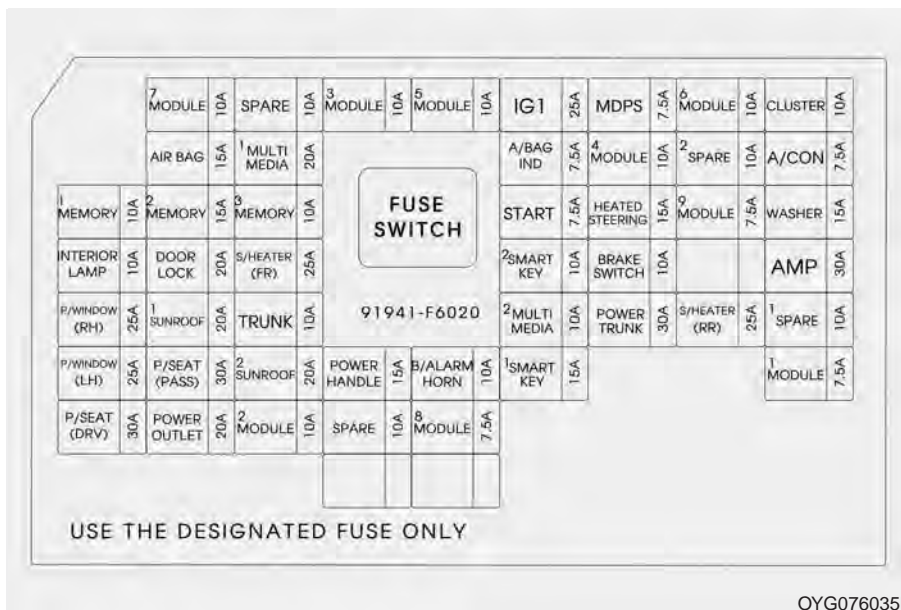 7 MODULE 10A SPARE 10A 3 MODULE 10A 5 MODULE 10A IG1 25A MDPS 7.5A 6 MODULE 10A CLUSTER 10A
AIR BAG 15A 1 MULTI MEDIA 20A A/BAG IND 7.5A 4 MODULE 10A 2 SPARE 10A A/CON 7.5A
1 MEMORY 10A 2 MEMORY 15A 3 MEMORY 10A FUSE SWITCH START 7.5A HEATED STEERING 15A 9 MODULE 7.5A WASHER 15A
INTERIOR LAMP 10A DOOR LOCK 20A S/HEATER (FR) 25A 2 SMART KEY 10A BRAKE SWITCH 10A AMP 30A
P/WINDOW (RH) 25A 1 SUNROOF 20A TRUNK 10A 91941-F6020 2 MULTI MEDIA 10A POWER TRUNK 30A S/HEATER (RR) 25A 1 SPARE 10A
P/WINDOW (LH) 25A P/SEAT (PASS) 30A 2 SUNROOF 20A POWER HANDLE 15A B/ALARM HORN 10A 1 SMART KEY 15A 1 MODULE 7.5A
P/SEAT (DRV) 30A POWER OUTLET 20A 2 MODULE 10A SPARE 10A 8 MODULE 7.5A
USE THE DESIGNATED FUSE ONLY
OYG076035